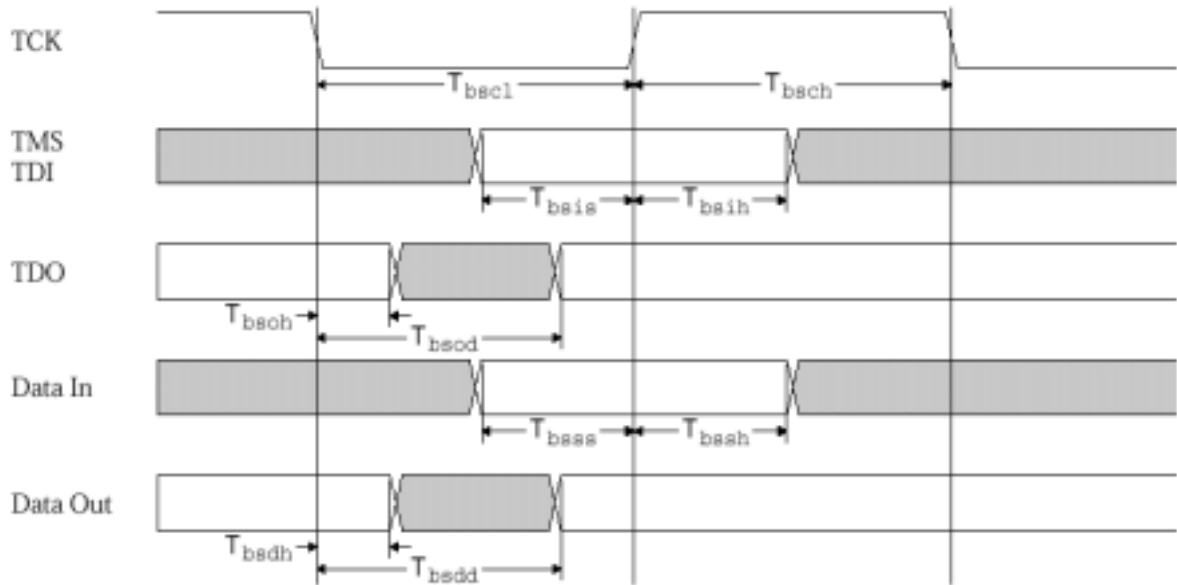 TCK
Tbscl Tbsch
TMS
TDI
Tbsis Tbsih
TDO
Tbsoh
Tbsod
Data In
Tbsss Tbssh
Data Out
Tbsdh
Tbsdd